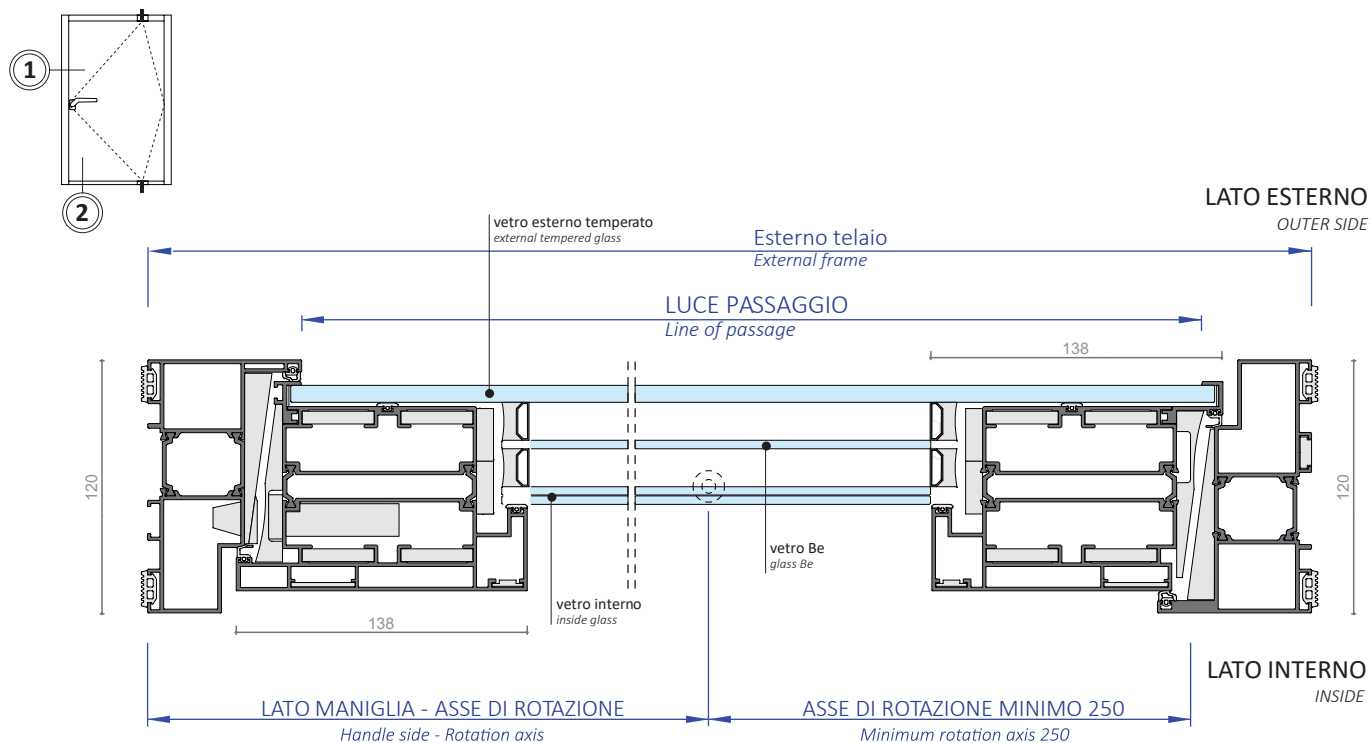 1
2
LATO ESTERNO
OUTER SIDE
vetro esterno temperato
external tempered glass
Esterno telaio
External frame
LUCE PASSAGGIO
Line of passage
138
120
120
vetro Be
glass Be
vetro interno
inside glass
138
LATO INTERNO
INSIDE
LATO MANIGLIA - ASSE DI ROTAZIONE
Handle side - Rotation axis
ASSE DI ROTAZIONE MINIMO 250
Minimum rotation axis 250